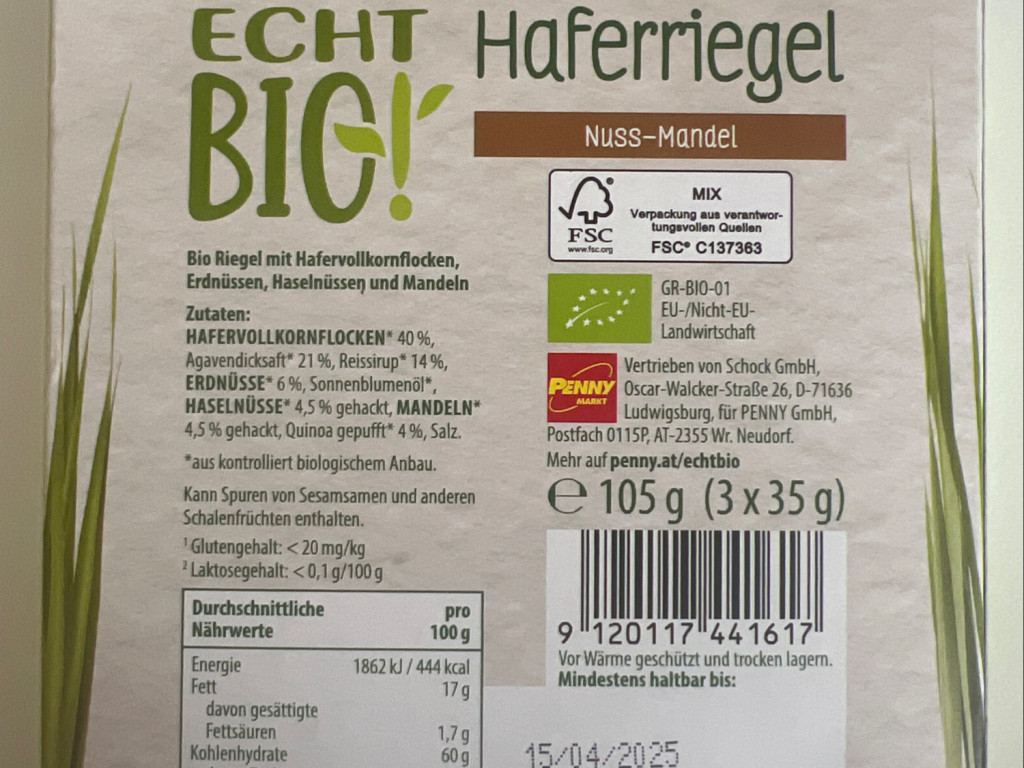 ECHT
BIO!
Haferriegel
Nuss-Mandel
FSC
www.fsc.org
MIX
Verpackung aus verantwor-
tungsvollen Quellen
FSC® C137363
Bio Riegel mit Hafervollkornflocken,
Erdnüssen, Haselnüssen und Mandeln
Zutaten:
HAFERVOLLKORNFLOCKEN* 40 %,
Agavendicksaft* 21 %, Reissirup* 14 %,
ERDNÜSSE* 6 %, Sonnenblumenöl*,
HASELNÜSSE* 4,5 % gehackt, MANDELN*
4,5 % gehackt, Quinoa gepufft* 4 %, Salz.
*aus kontrolliert biologischem Anbau.
Kann Spuren von Sesamsamen und anderen
Schalenfrüchten enthalten.
¹ Glutengehalt: < 20 mg/kg
² Laktosegehalt: < 0,1 g/100 g
Durchschnittliche pro
Nährwerte 100 g
Energie 1862 kJ / 444 kcal
Fett 17 g
davon gesättigte
Fettsäuren 1,7 g
Kohlenhydrate 60 g
GR-BIO-01
EU-/Nicht-EU-
Landwirtschaft
PENNY
MARKT
Vertrieben von Schock GmbH,
Oscar-Walcker-Straße 26, D-71636
Ludwigsburg, für PENNY GmbH,
Postfach 0115P, AT-2355 Wr. Neudorf.
Mehr auf penny.at/echtbio
℮ 105 g (3 x 35 g)
9 120117 441617
Vor Wärme geschützt und trocken lagern.
Mindestens haltbar bis:
15/04/2025